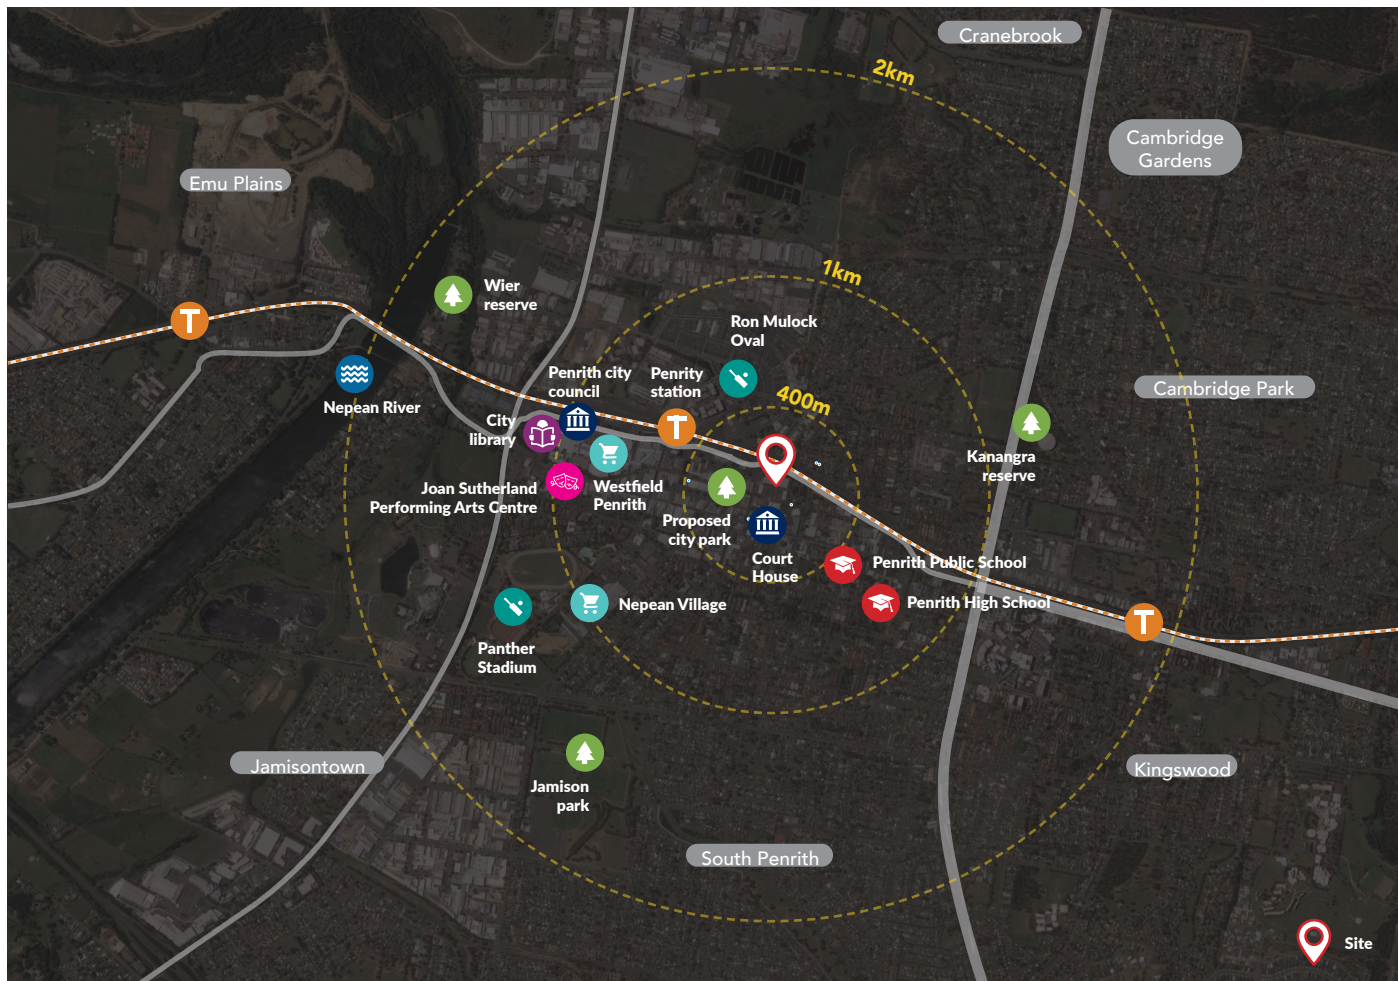 Cranebrook
2km
Cambridge
Gardens
Emu Plains
1km
Wier
reserve
Ron Mulock
Oval
T
Penrith city
council
Penrity
station
Cambridge Park
400m
Nepean River
City
library
T
Kanangra
reserve
Joan Sutherland
Performing Arts Centre
Westfield
Penrith
Proposed
city park
Court
House
Penrith Public School
Nepean Village
Penrith High School
T
Panther
Stadium
Jamisontown
Kingswood
Jamison
park
South Penrith
Site